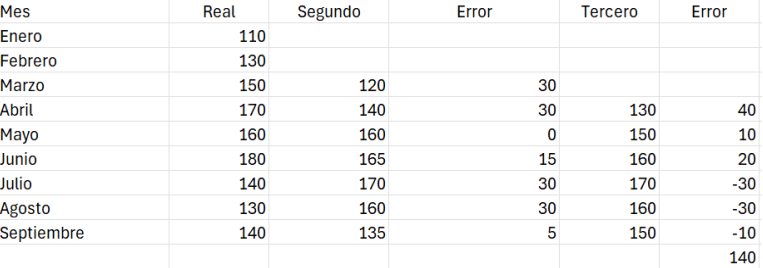 Mes Real Segundo Error Tercero Error
Enero 110
Febrero 130
Marzo 150 120 30
Abril 170 140 30 130 40
Mayo 160 160 0 150 10
Junio 180 165 15 160 20
Julio 140 170 30 170 -30
Agosto 130 160 30 160 -30
Septiembre 140 135 5 150 -10
140